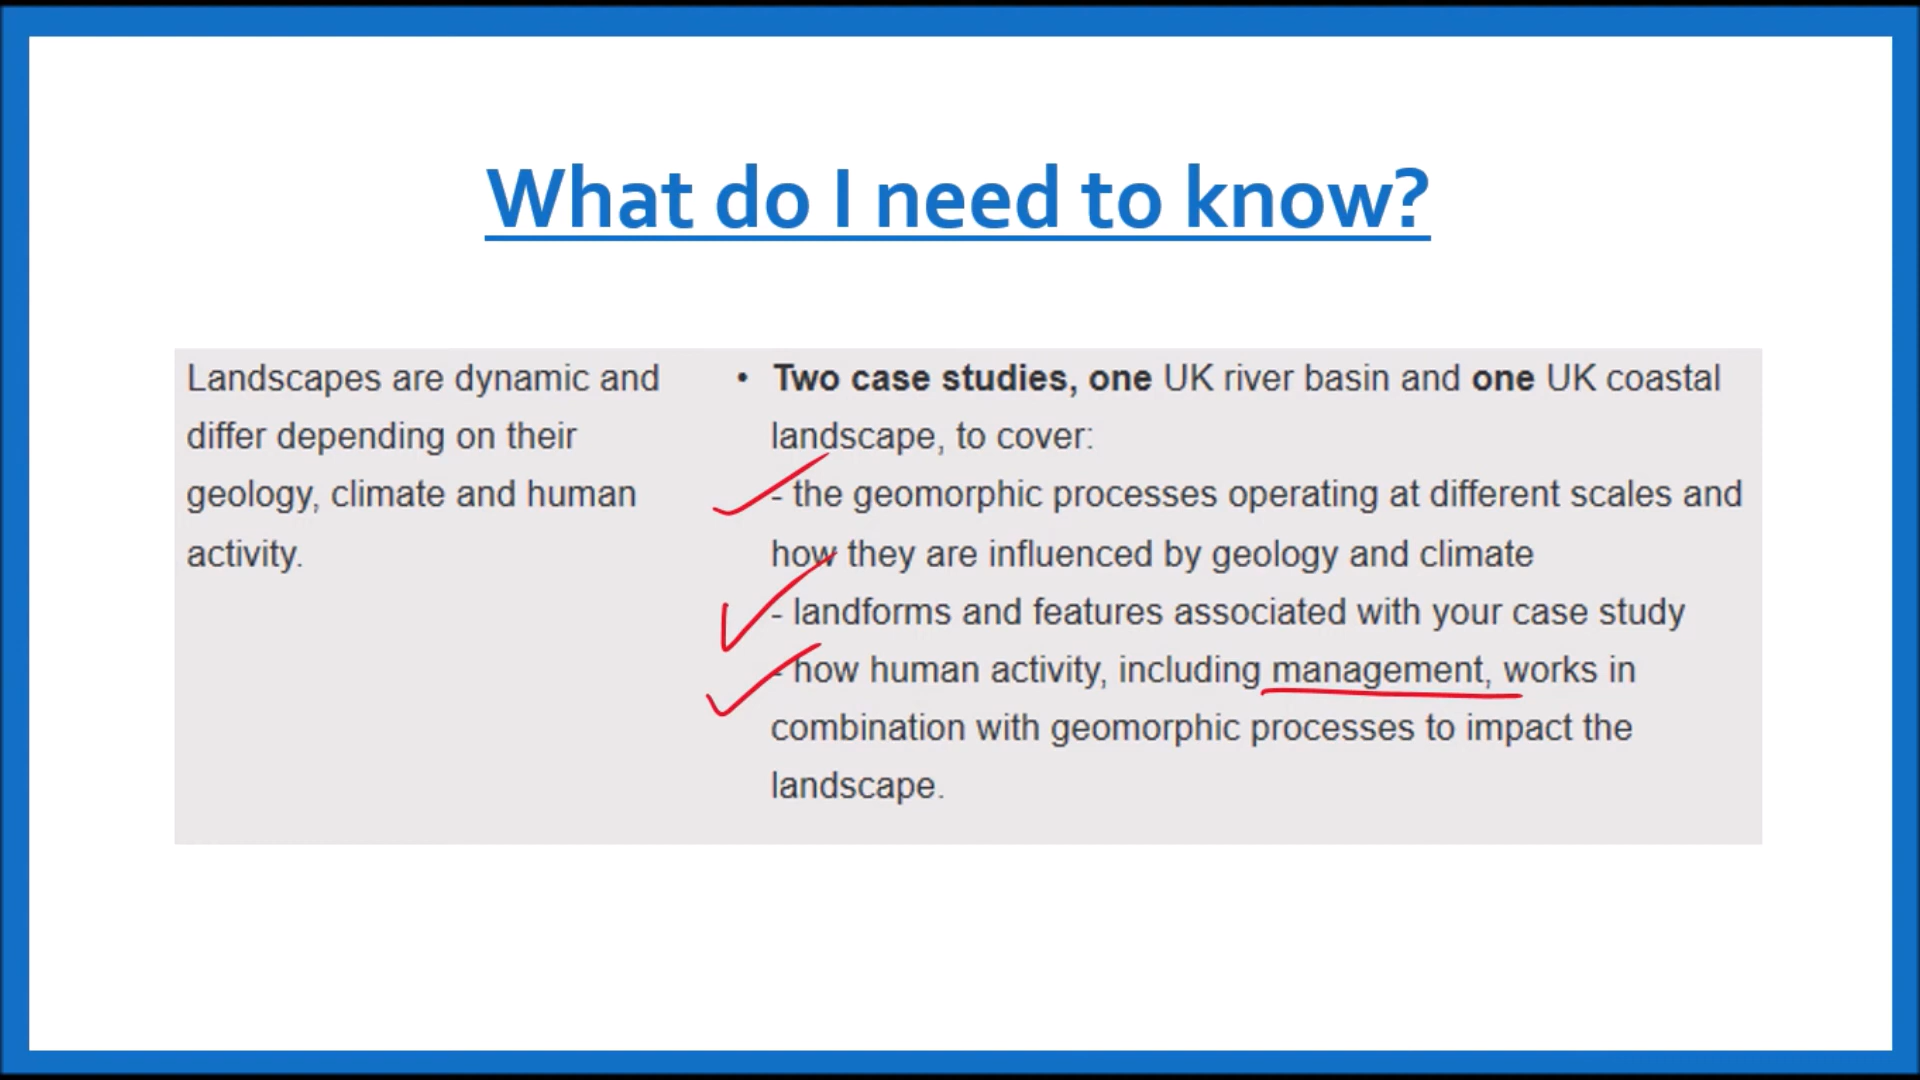 What do I need to know?
Landscapes are dynamic and
differ depending on their
geology, climate and human
activity.
• Two case studies, one UK river basin and one UK coastal
landscape, to cover:
- the geomorphic processes operating at different scales and
how they are influenced by geology and climate
- landforms and features associated with your case study
- how human activity, including management, works in
combination with geomorphic processes to impact the
landscape.